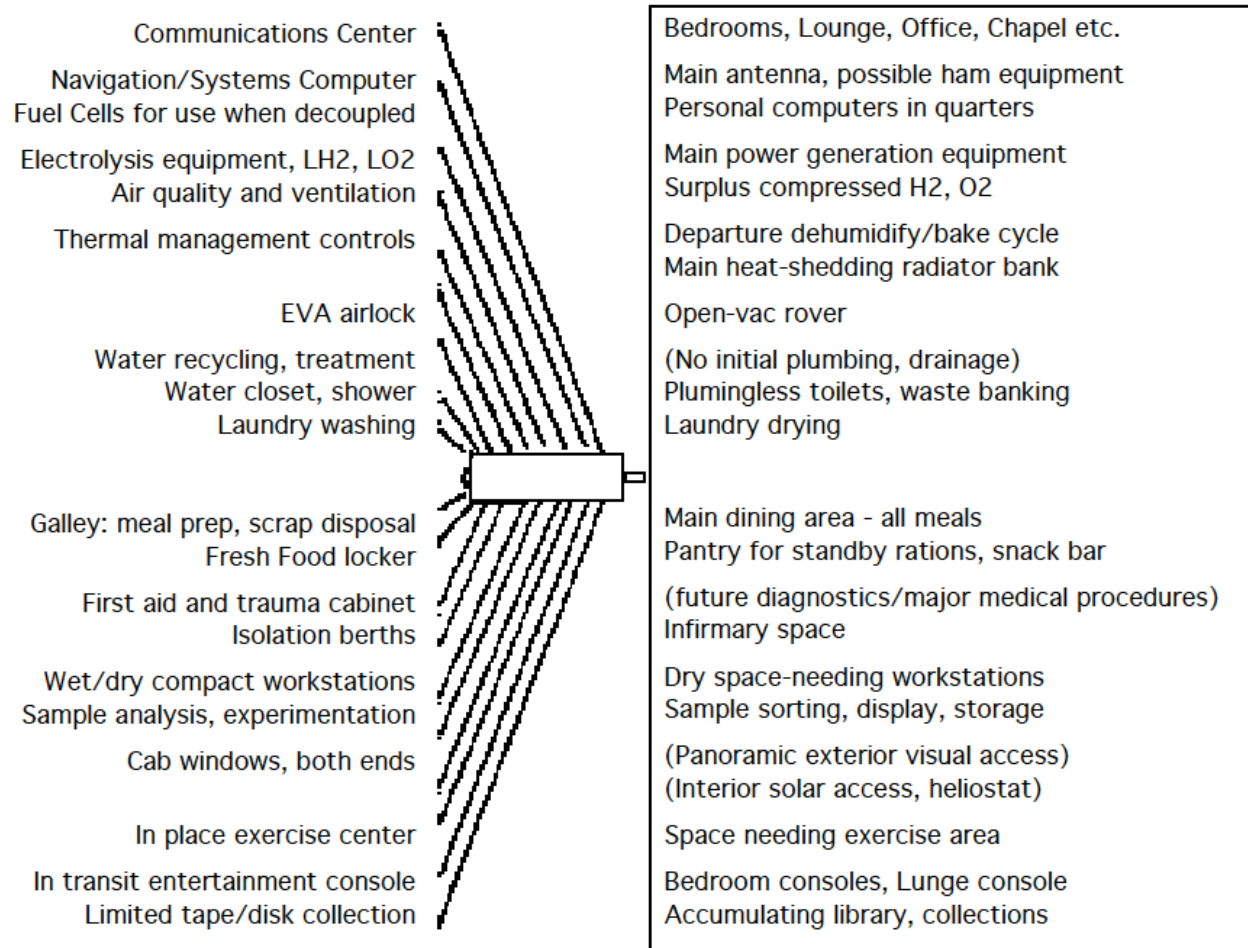 Communications Center
Navigation/Systems Computer
Fuel Cells for use when decoupled
Electrolysis equipment, LH2, LO2
Air quality and ventilation
Thermal management controls
EVA airlock
Water recycling, treatment
Water closet, shower
Laundry washing
Galley: meal prep, scrap disposal
Fresh Food locker
First aid and trauma cabinet
Isolation berths
Wet/dry compact workstations
Sample analysis, experimentation
Cab windows, both ends
In place exercise center
In transit entertainment console
Limited tape/disk collection
Bedrooms, Lounge, Office, Chapel etc.
Main antenna, possible ham equipment
Personal computers in quarters
Main power generation equipment
Surplus compressed H2, O2
Departure dehumidify/bake cycle
Main heat-shedding radiator bank
Open-vac rover
(No initial plumbing, drainage)
Plumingless toilets, waste banking
Laundry drying
Main dining area - all meals
Pantry for standby rations, snack bar
(future diagnostics/major medical procedures)
Infirmary space
Dry space-needing workstations
Sample sorting, display, storage
(Panoramic exterior visual access)
(Interior solar access, heliostat)
Space needing exercise area
Bedroom consoles, Lunge console
Accumulating library, collections